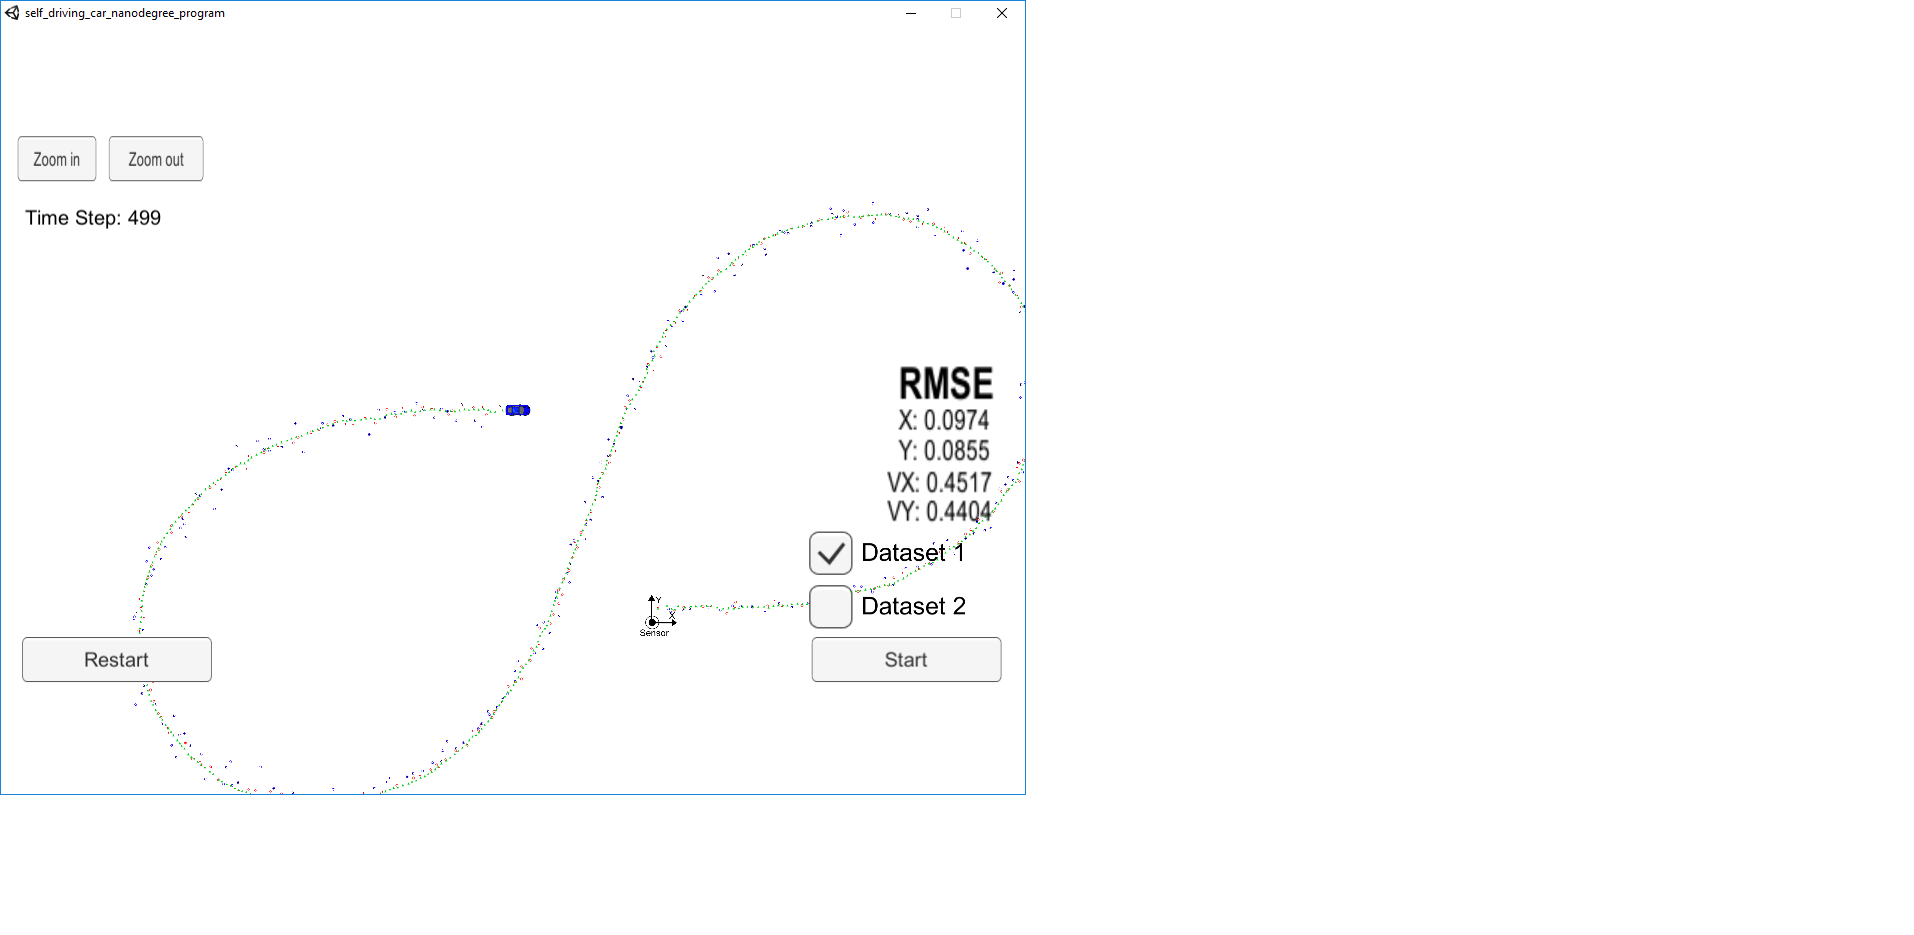 self_driving_car_nanodegree_program
Zoom in
Zoom out
Time Step: 499
RMSE
X: 0.0974
Y: 0.0855
VX: 0.4517
VY: 0.4404
Dataset 1
Dataset 2
Y
X
Sensor
Restart
Start